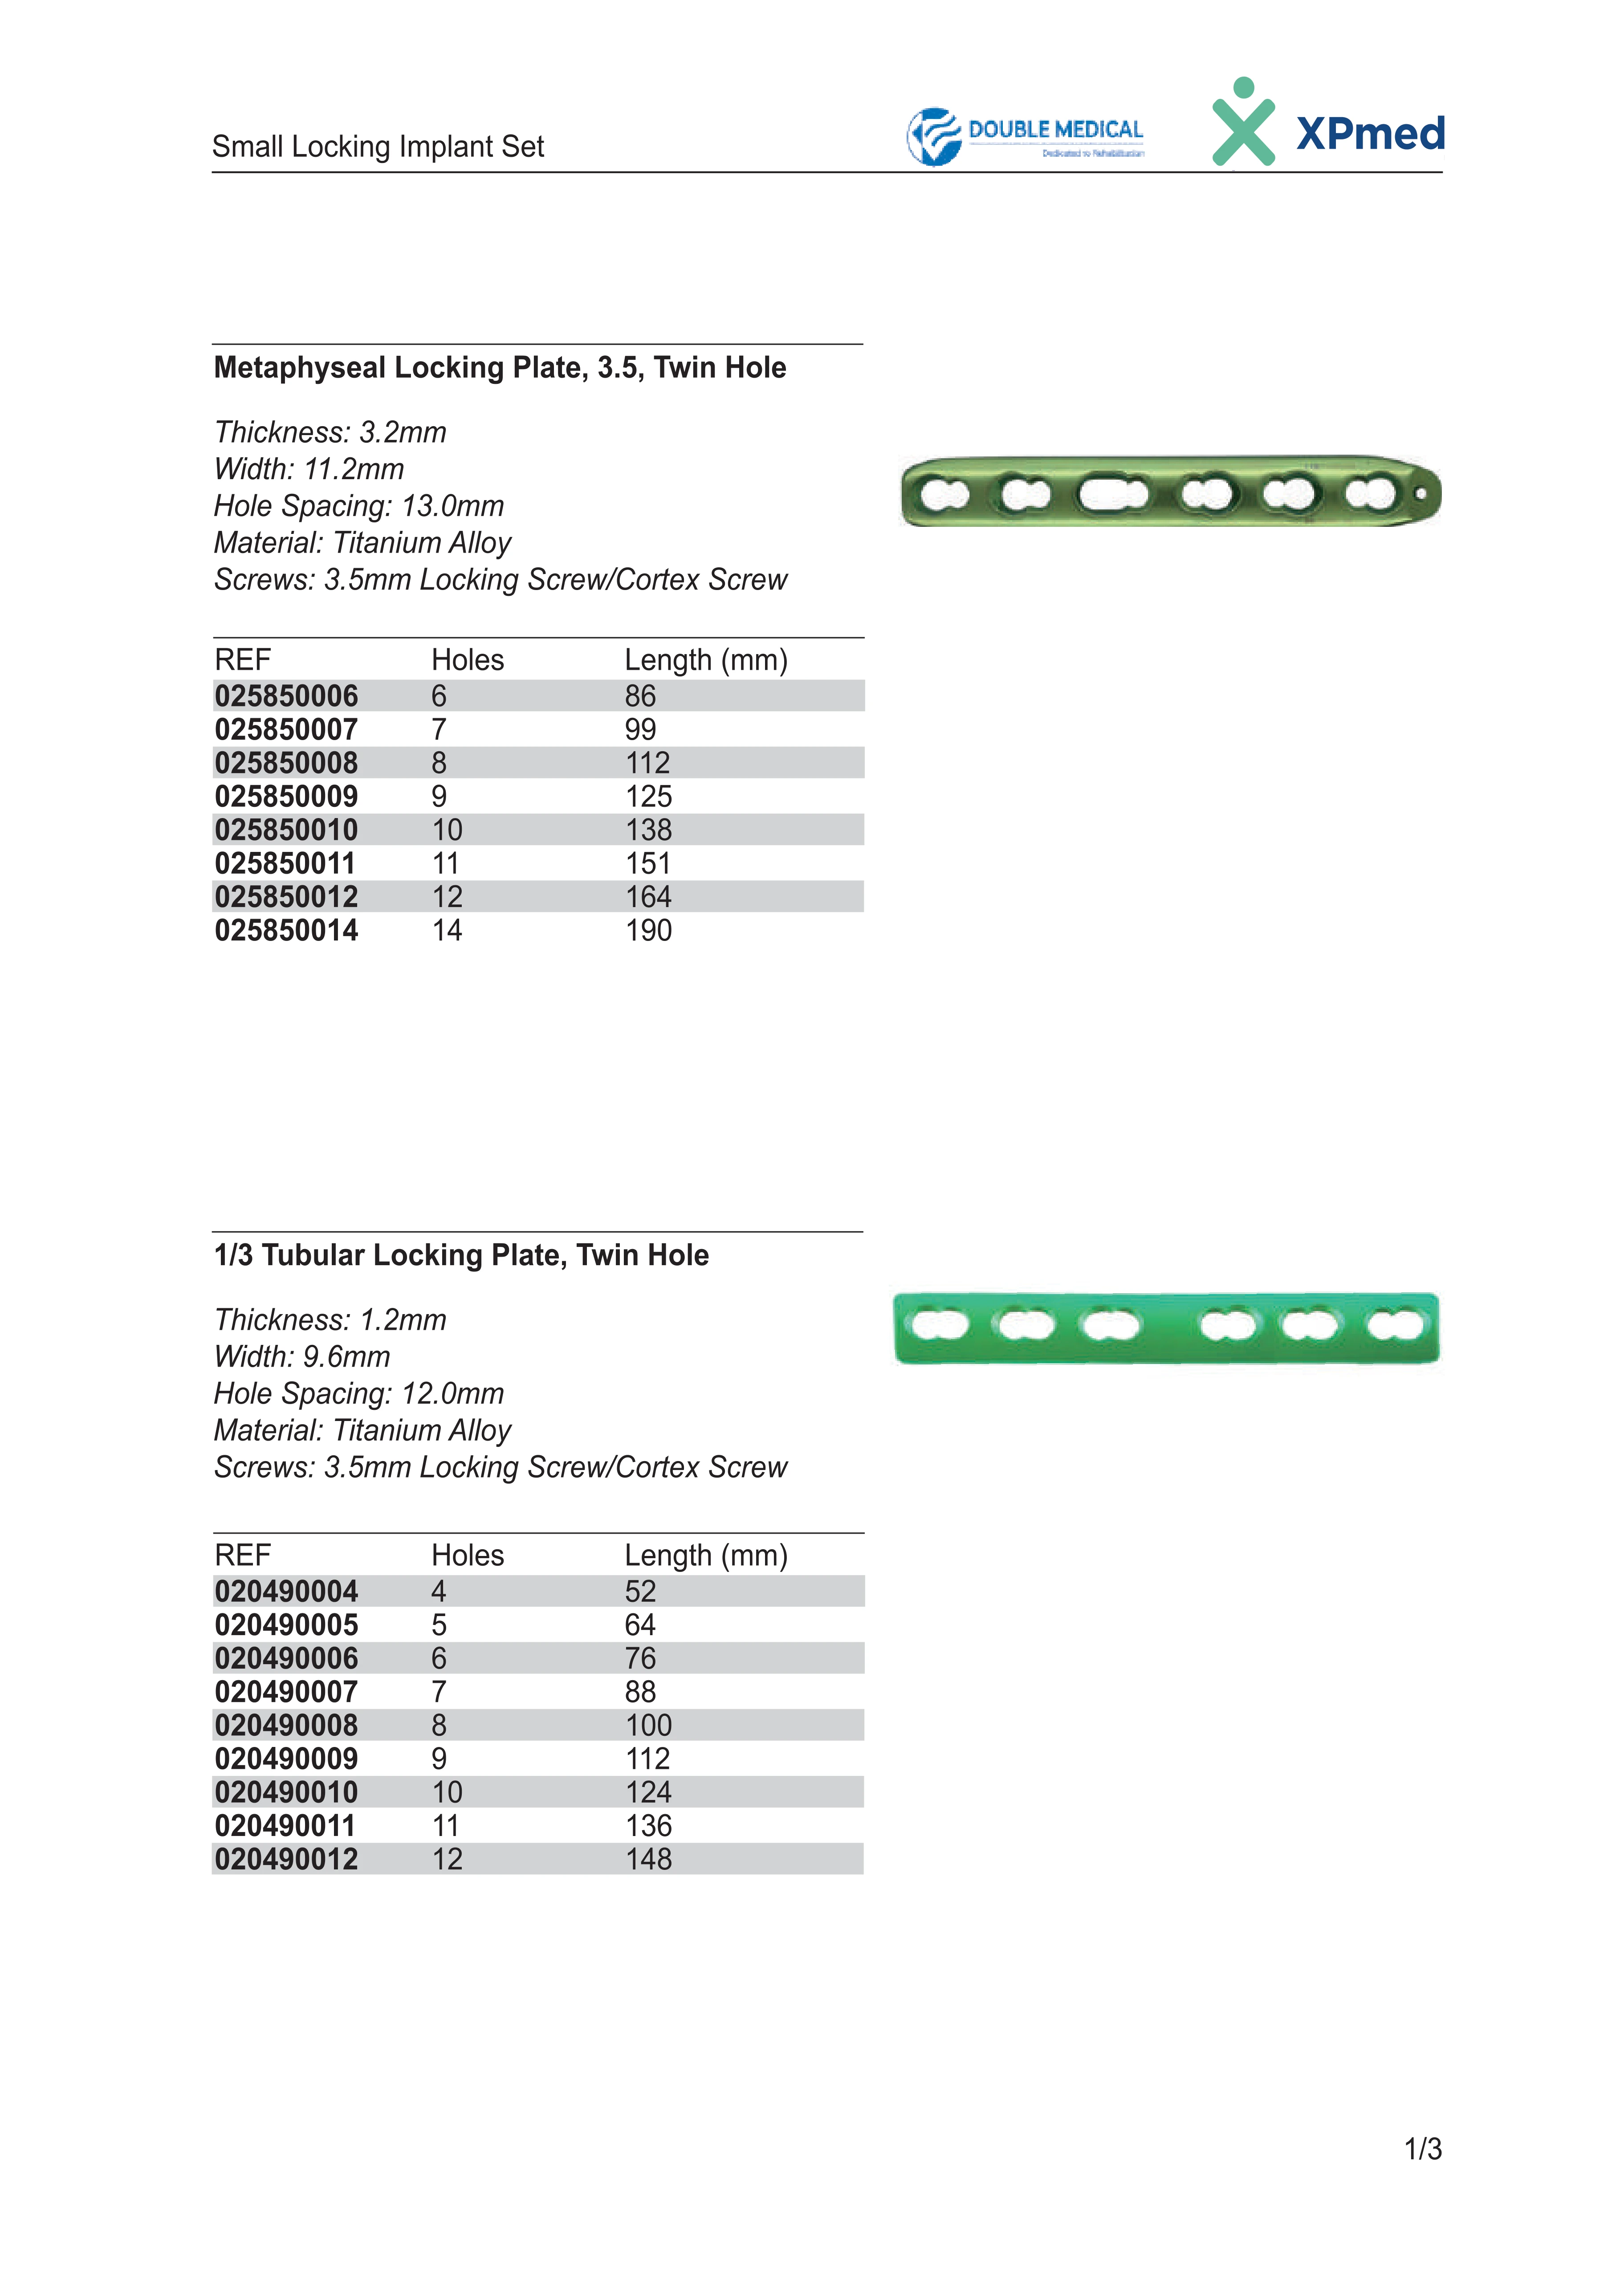 Small Locking Implant Set
DOUBLE MEDICAL
Dedicated to Rehabilitation
XPmed
Metaphyseal Locking Plate, 3.5, Twin Hole
Thickness: 3.2mm
Width: 11.2mm
Hole Spacing: 13.0mm
Material: Titanium Alloy
Screws: 3.5mm Locking Screw/Cortex Screw
REF Holes Length (mm)
025850006 6 86
025850007 7 99
025850008 8 112
025850009 9 125
025850010 10 138
025850011 11 151
025850012 12 164
025850014 14 190
1/3 Tubular Locking Plate, Twin Hole
Thickness: 1.2mm
Width: 9.6mm
Hole Spacing: 12.0mm
Material: Titanium Alloy
Screws: 3.5mm Locking Screw/Cortex Screw
REF Holes Length (mm)
020490004 4 52
020490005 5 64
020490006 6 76
020490007 7 88
020490008 8 100
020490009 9 112
020490010 10 124
020490011 11 136
020490012 12 148
1/3